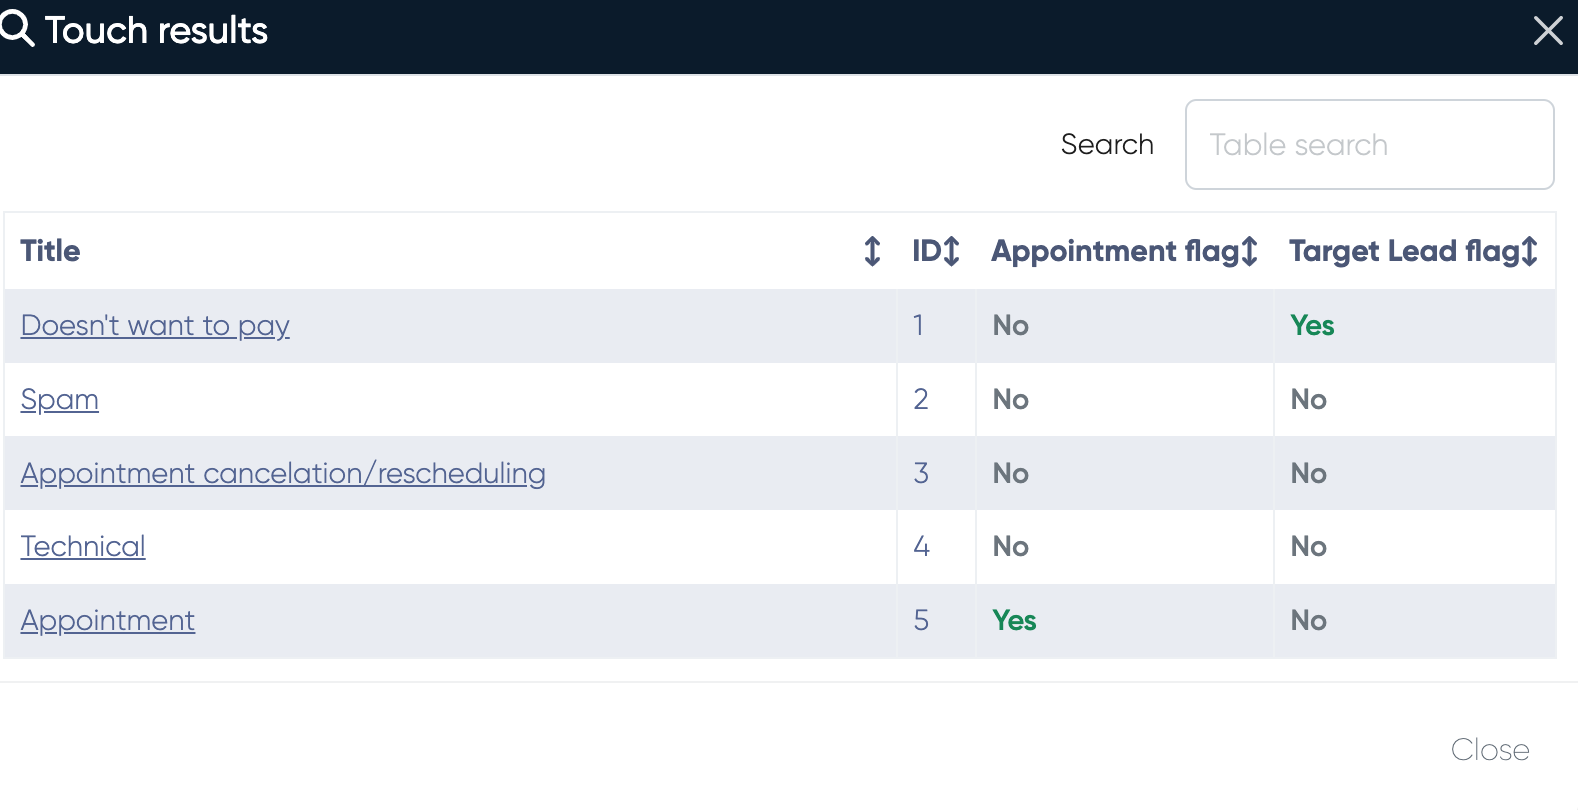 Touch results
Search Table search
Title ID Appointment flag Target Lead flag
Doesn't want to pay 1 No Yes
Spam 2 No No
Appointment cancelation/rescheduling 3 No No
Technical 4 No No
Appointment 5 Yes No
Close